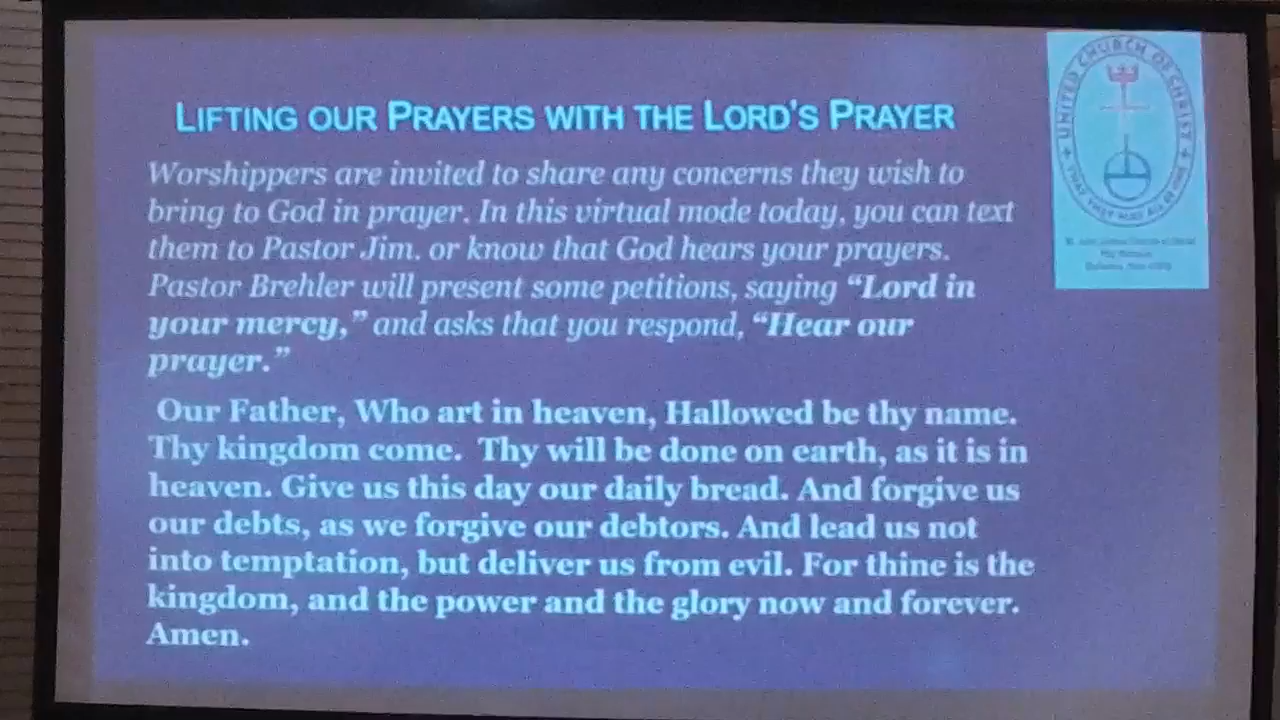 LIFTING OUR PRAYERS WITH THE LORD'S PRAYER
Worshippers are invited to share any concerns they wish to
bring to God in prayer. In this virtual mode today, you can text
them to Pastor Jim. or know that God hears your prayers.
Pastor Brehler will present some petitions, saying “Lord in
your mercy,” and asks that you respond, “Hear our
prayer.”
Our Father, Who art in heaven, Hallowed be thy name.
Thy kingdom come. Thy will be done on earth, as it is in
heaven. Give us this day our daily bread. And forgive us
our debts, as we forgive our debtors. And lead us not
into temptation, but deliver us from evil. For thine is the
kingdom, and the power and the glory now and forever.
Amen.
UNITED CHURCH OF CHRIST
THAT THEY MAY ALL BE ONE